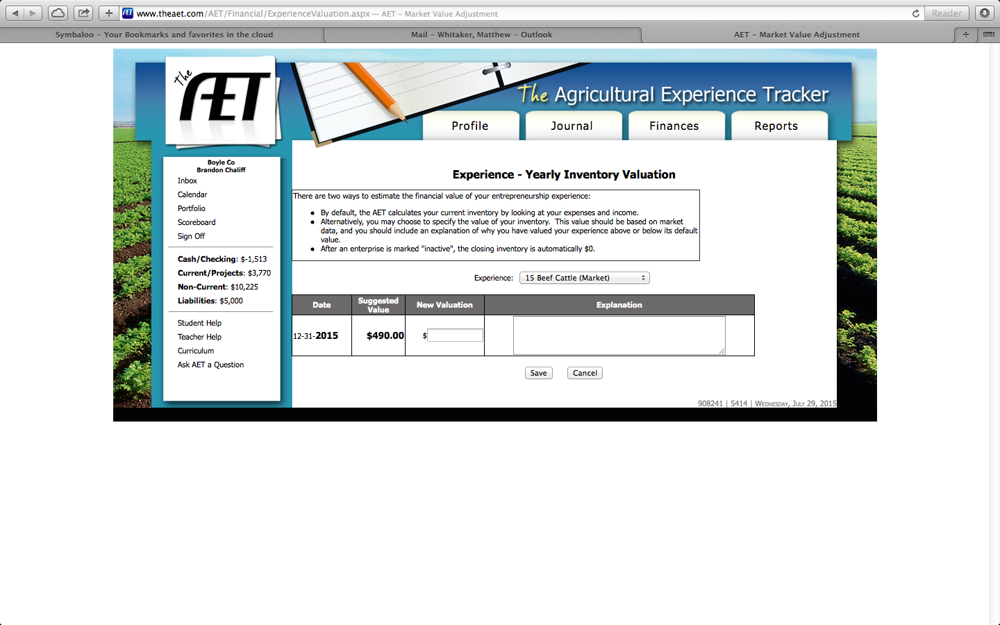 www.theaet.com/AET/Financial/ExperienceValuation.aspx — AET - Market Value Adjustment
Reader
Symbaloo - Your Bookmarks and favorites in the cloud
Mail - Whitaker, Matthew - Outlook
AET - Market Value Adjustment
The AET
The Agricultural Experience Tracker
Profile
Journal
Finances
Reports
Boyle Co
Brandon Chaliff
Inbox
Calendar
Portfolio
Scoreboard
Sign Off
Cash/Checking: $-1,513
Current/Projects: $3,770
Non-Current: $10,225
Liabilities: $5,000
Student Help
Teacher Help
Curriculum
Ask AET a Question
Experience - Yearly Inventory Valuation
There are two ways to estimate the financial value of your entrepreneurship experience:
• By default, the AET calculates your current inventory by looking at your expenses and income.
• Alternatively, you may choose to specify the value of your inventory. This value should be based on market
data, and you should include an explanation of why you have valued your experience above or below its default
value.
• After an enterprise is marked "inactive", the closing inventory is automatically $0.
Experience: 15 Beef Cattle (Market)
Date
Suggested
Value
New Valuation
Explanation
12-31-2015
$490.00
$
Save
Cancel
908241 | 5414 | Wednesday, July 29, 2015